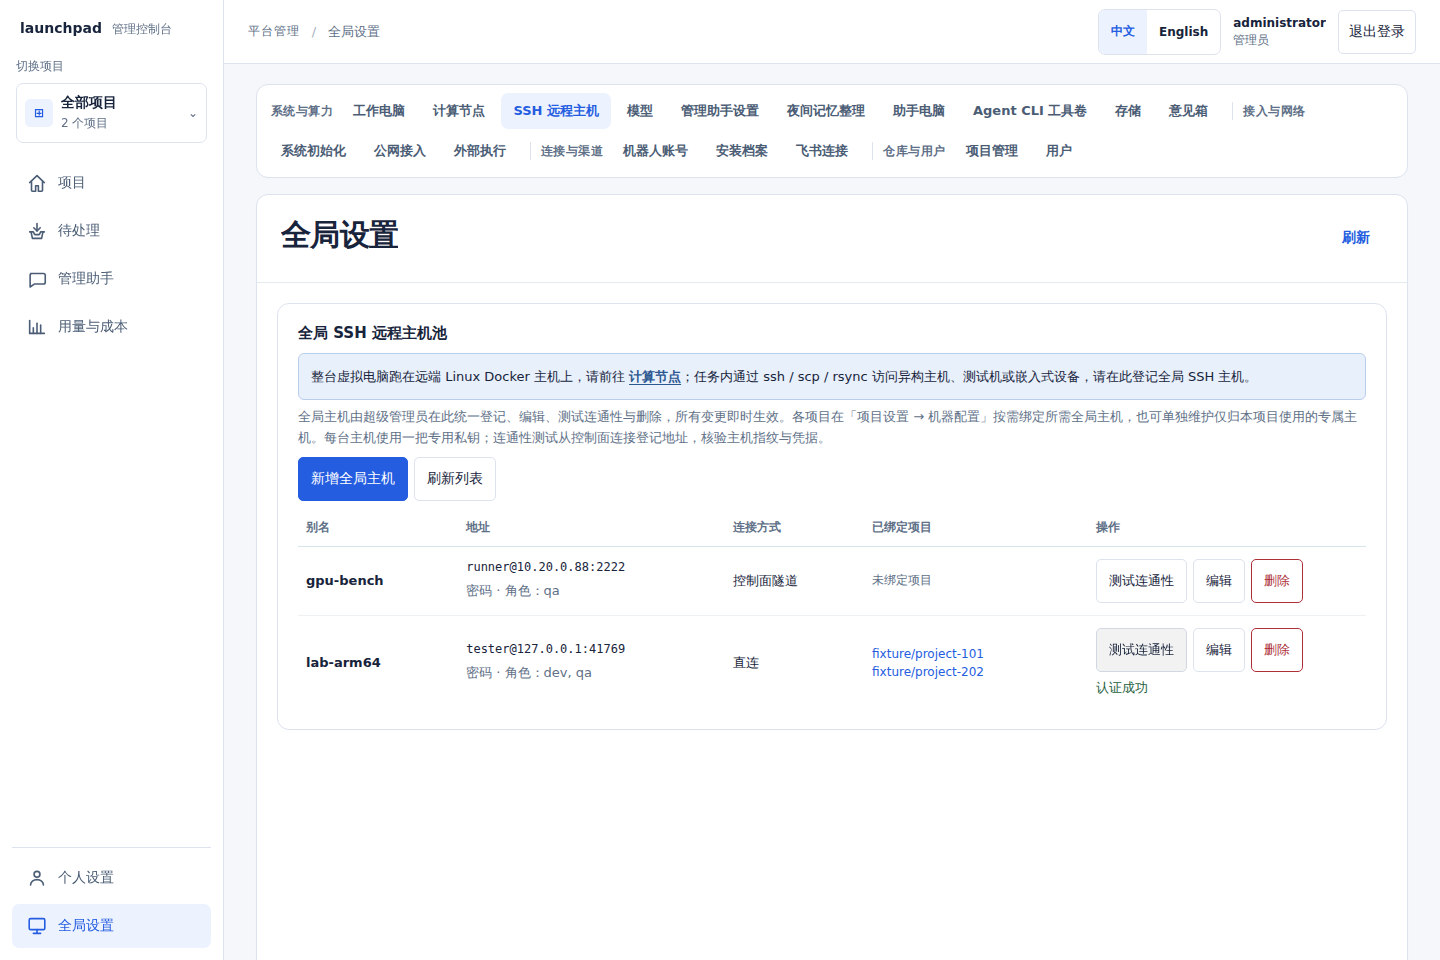 launchpad 管理控制台
切换项目
全部项目
2 个项目
项目
待处理
管理助手
用量与成本
个人设置
全局设置
平台管理 / 全局设置
中文 English
administrator
管理员
退出登录
系统与算力 工作电脑 计算节点 SSH 远程主机 模型 管理助手设置 夜间记忆整理 助手电脑 Agent CLI 工具卷 存储 意见箱 接入与网络
系统初始化 公网接入 外部执行 连接与渠道 机器人账号 安装档案 飞书连接 仓库与用户 项目管理 用户
全局设置
刷新
全局 SSH 远程主机池
整台虚拟电脑跑在远端 Linux Docker 主机上，请前往 计算节点；任务内通过 ssh / scp / rsync 访问异构主机、测试机或嵌入式设备，请在此登记全局 SSH 主机。
全局主机由超级管理员在此统一登记、编辑、测试连通性与删除，所有变更即时生效。各项目在「项目设置 → 机器配置」按需绑定所需全局主机，也可单独维护仅归本项目使用的专属主
机。每台主机使用一把专用私钥；连通性测试从控制面连接登记地址，核验主机指纹与凭据。
新增全局主机 刷新列表
别名 地址 连接方式 已绑定项目 操作
gpu-bench
runner@10.20.0.88:2222
密码 · 角色：qa
控制面隧道
未绑定项目
测试连通性 编辑 删除
lab-arm64
tester@127.0.0.1:41769
密码 · 角色：dev, qa
直连
fixture/project-101
fixture/project-202
测试连通性 编辑 删除
认证成功